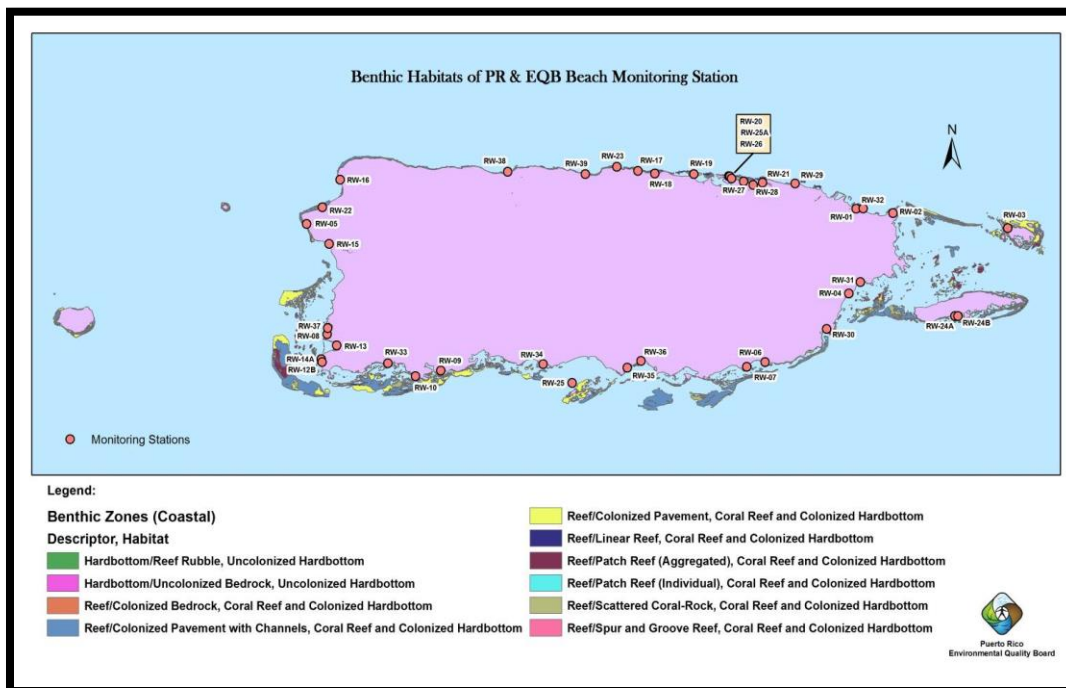 Benthic Habitats of PR & EQB Beach Monitoring Station
RW-20
RW-25A
RW-26
N
RW-38
RW-39
RW-23
RW-17
RW-18
RW-19
RW-27
RW-28
RW-21
RW-29
RW-16
RW-22
RW-05
RW-15
RW-01
RW-32
RW-02
RW-03
RW-31
RW-04
RW-24A
RW-24B
RW-30
RW-37
RW-08
RW-13
RW-14A
RW-12B
RW-33
RW-09
RW-10
RW-34
RW-25
RW-36
RW-35
RW-06
RW-07
Monitoring Stations
Legend:
Benthic Zones (Coastal)
Descriptor, Habitat
Hardbottom/Reef Rubble, Uncolonized Hardbottom
Hardbottom/Uncolonized Bedrock, Uncolonized Hardbottom
Reef/Colonized Bedrock, Coral Reef and Colonized Hardbottom
Reef/Colonized Pavement with Channels, Coral Reef and Colonized Hardbottom
Reef/Colonized Pavement, Coral Reef and Colonized Hardbottom
Reef/Linear Reef, Coral Reef and Colonized Hardbottom
Reef/Patch Reef (Aggregated), Coral Reef and Colonized Hardbottom
Reef/Patch Reef (Individual), Coral Reef and Colonized Hardbottom
Reef/Scattered Coral-Rock, Coral Reef and Colonized Hardbottom
Reef/Spur and Groove Reef, Coral Reef and Colonized Hardbottom
Puerto Rico
Environmental Quality Board